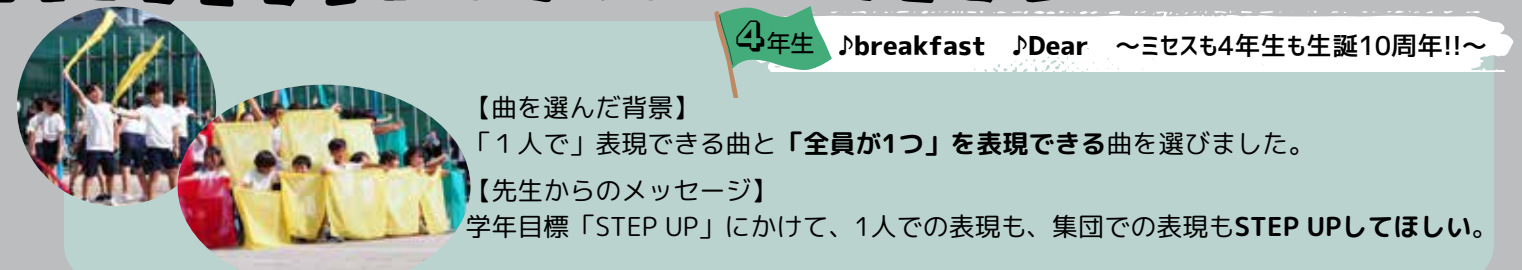 4年生 ♪breakfast ♪Dear ～ミセスも4年生も生誕10周年!!～
【曲を選んだ背景】
「１人で」表現できる曲と「全員が1つ」を表現できる曲を選びました。
【先生からのメッセージ】
学年目標「STEP UP」にかけて、1人での表現も、集団での表現もSTEP UPしてほしい。